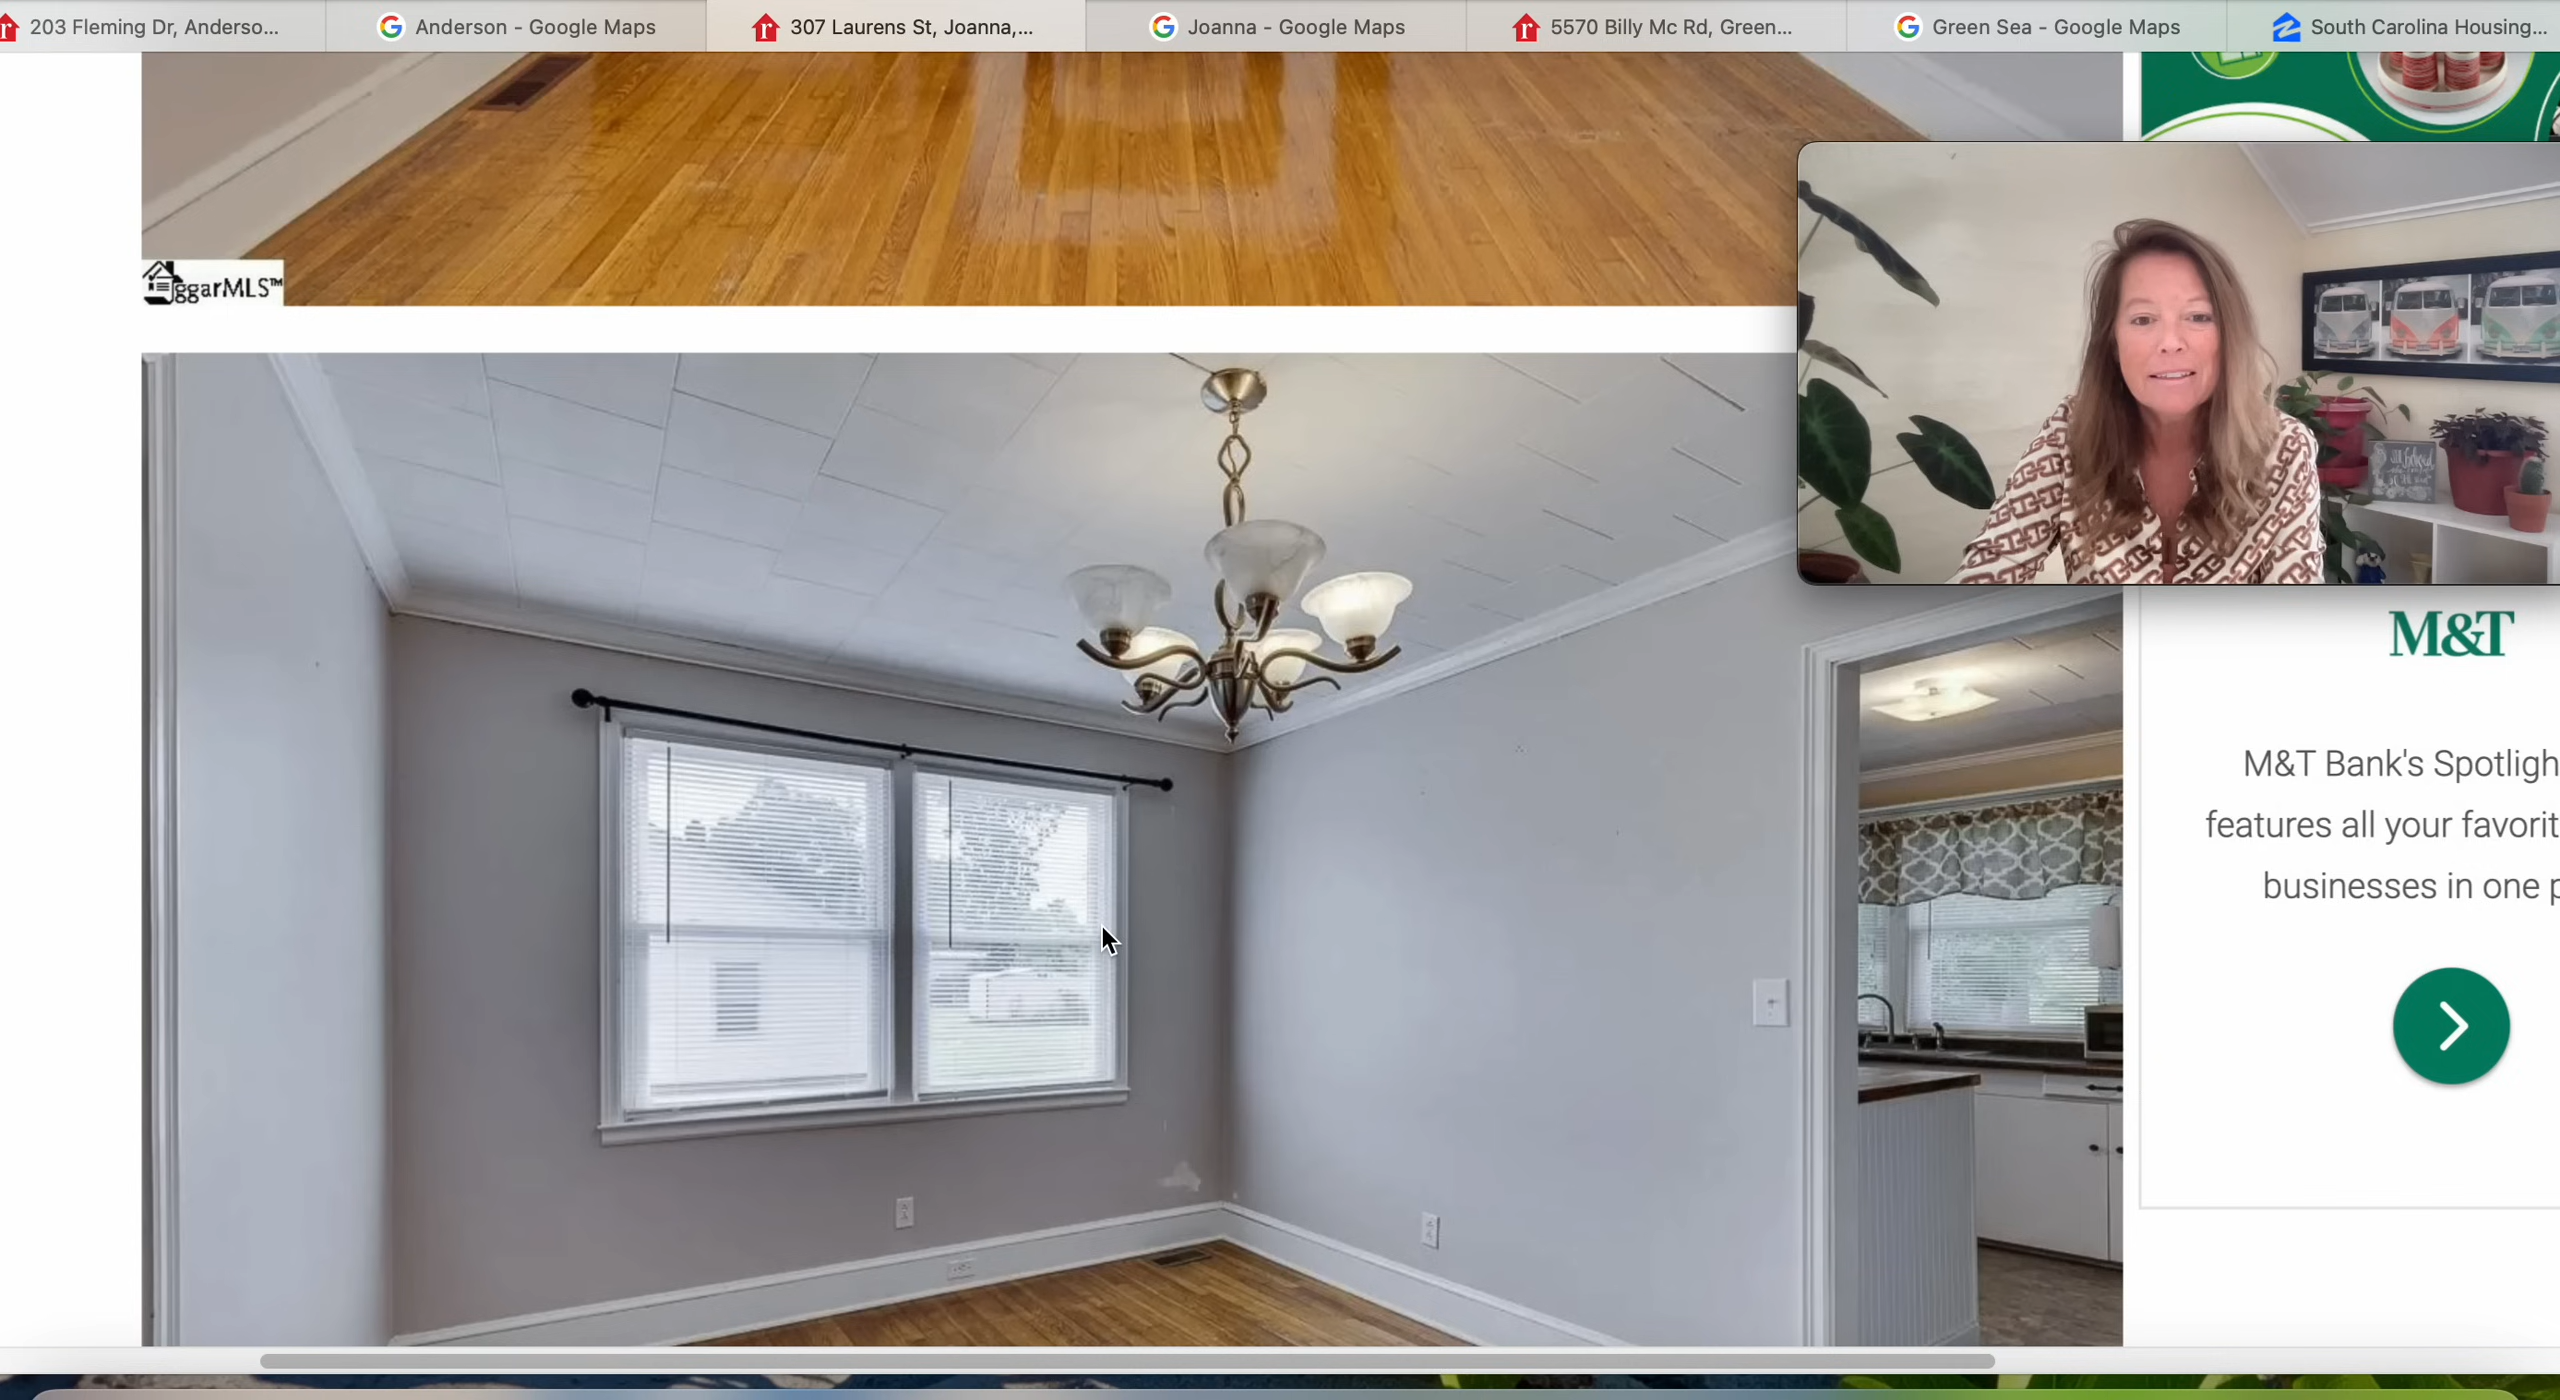 203 Fleming Dr, Anderso...
Anderson - Google Maps
307 Laurens St, Joanna,...
Joanna - Google Maps
5570 Billy Mc Rd, Green...
Green Sea - Google Maps
South Carolina Housing...
ggarMLS™
M&T
M&T Bank's Spotligh
features all your favorit
businesses in one p